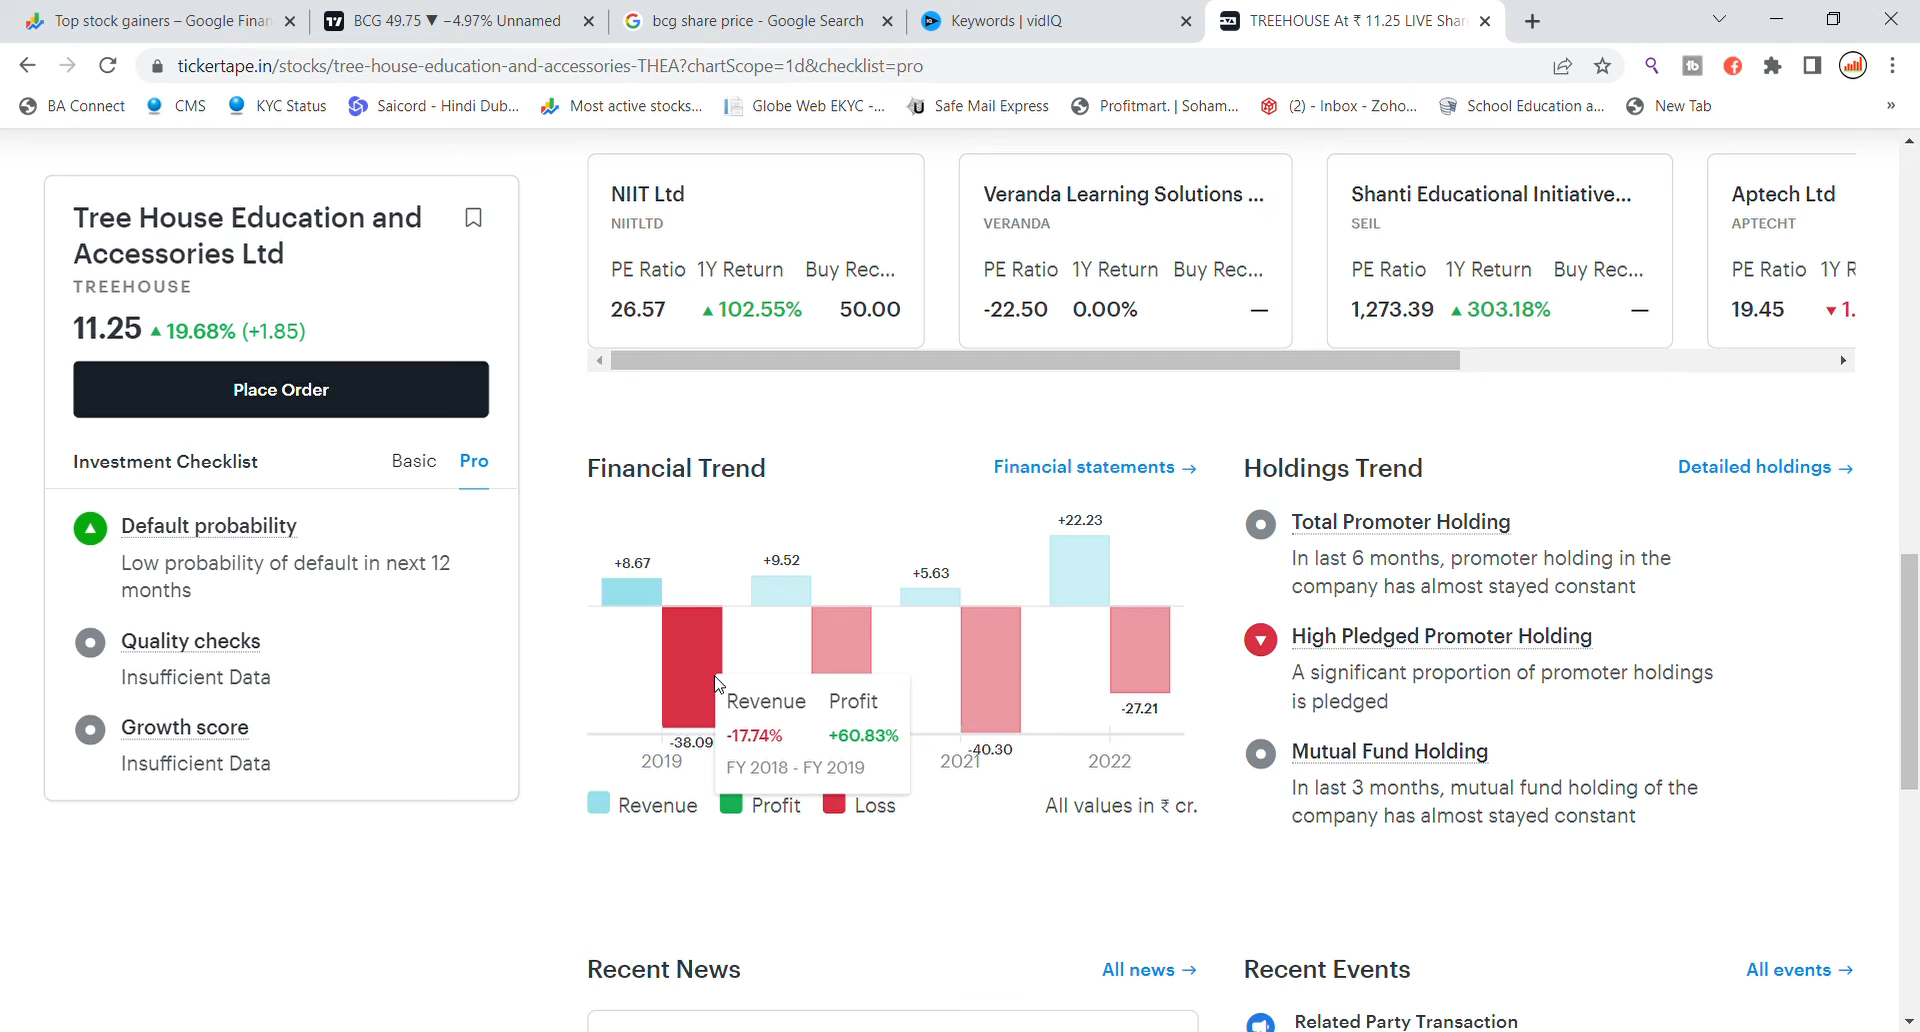 Top stock gainers – Google Finan
BCG 49.75 ▼ −4.97% Unnamed
bcg share price - Google Search
Keywords | vidIQ
TREEHOUSE At ₹ 11.25 LIVE Shar
tickertape.in/stocks/tree-house-education-and-accessories-THEA?chartScope=1d&checklist=pro
BA Connect
CMS
KYC Status
Saicord - Hindi Dub...
Most active stocks...
Globe Web EKYC -...
Safe Mail Express
Profitmart. | Soham...
(2) - Inbox - Zoho...
School Education a...
New Tab
»
Tree House Education and
Accessories Ltd
TREEHOUSE
11.25 ▲ 19.68% (+1.85)
Place Order
Investment Checklist Basic Pro
Default probability
Low probability of default in next 12
months
Quality checks
Insufficient Data
Growth score
Insufficient Data
NIIT Ltd
NIITLTD
PE Ratio 1Y Return Buy Rec...
26.57 ▲ 102.55% 50.00
Veranda Learning Solutions ...
VERANDA
PE Ratio 1Y Return Buy Rec...
-22.50 0.00% —
Shanti Educational Initiative...
SEIL
PE Ratio 1Y Return Buy Rec...
1,273.39 ▲ 303.18% —
Aptech Ltd
APTECHT
PE Ratio 1Y R
19.45 ▼ 1.
Financial Trend Financial statements →
+8.67
+9.52
+5.63
+22.23
-38.09
-40.30
-27.21
Revenue Profit
-17.74% +60.83%
FY 2018 - FY 2019
2019 2021 2022
Revenue Profit Loss All values in ₹ cr.
Holdings Trend Detailed holdings →
Total Promoter Holding
In last 6 months, promoter holding in the
company has almost stayed constant
High Pledged Promoter Holding
A significant proportion of promoter holdings
is pledged
Mutual Fund Holding
In last 3 months, mutual fund holding of the
company has almost stayed constant
Recent News All news →
Recent Events All events →
Related Party Transaction